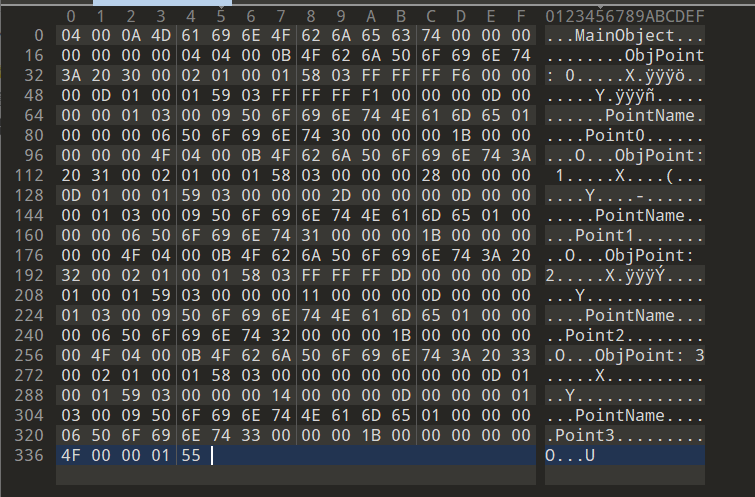 0 1 2 3 4 5 6 7 8 9 A B C D E F 0123456789ABCDEF
0 04 00 0A 4D 61 69 6E 4F 62 6A 65 63 74 00 00 00 ...MainObject...
16 00 00 00 00 04 04 00 0B 4F 62 6A 50 6F 69 6E 74 ........ObjPoint
32 3A 20 30 00 02 01 00 01 58 03 FF FF FF F6 00 00 : 0.....X.ÿÿÿö..
48 00 0D 01 00 01 59 03 FF FF FF F1 00 00 00 0D 00 .....Y.ÿÿÿñ.....
64 00 00 01 03 00 09 50 6F 69 6E 74 4E 61 6D 65 01 ......PointName.
80 00 00 00 06 50 6F 69 6E 74 30 00 00 00 1B 00 00 ....Point0......
96 00 00 00 4F 04 00 0B 4F 62 6A 50 6F 69 6E 74 3A ...O...ObjPoint:
112 20 31 00 02 01 00 01 58 03 00 00 00 28 00 00 00  1.....X....(...
128 0D 01 00 01 59 03 00 00 00 2D 00 00 00 0D 00 00 ....Y....-......
144 00 01 03 00 09 50 6F 69 6E 74 4E 61 6D 65 01 00 .....PointName..
160 00 00 06 50 6F 69 6E 74 31 00 00 00 1B 00 00 00 ...Point1.......
176 00 00 4F 04 00 0B 4F 62 6A 50 6F 69 6E 74 3A 20 ..O...ObjPoint: 
192 32 00 02 01 00 01 58 03 FF FF FF DD 00 00 00 0D 2.....X.ÿÿÿÝ....
208 01 00 01 59 03 00 00 00 11 00 00 00 0D 00 00 00 ...Y............
224 01 03 00 09 50 6F 69 6E 74 4E 61 6D 65 01 00 00 ....PointName...
240 00 06 50 6F 69 6E 74 32 00 00 00 1B 00 00 00 00 ..Point2........
256 00 4F 04 00 0B 4F 62 6A 50 6F 69 6E 74 3A 20 33 .O...ObjPoint: 3
272 00 02 01 00 01 58 03 00 00 00 00 00 00 00 0D 01 .....X..........
288 00 01 59 03 00 00 00 14 00 00 00 0D 00 00 00 01 ..Y.............
304 03 00 09 50 6F 69 6E 74 4E 61 6D 65 01 00 00 00 ...PointName....
320 06 50 6F 69 6E 74 33 00 00 00 1B 00 00 00 00 00 .Point3.........
336 4F 00 00 01 55 O...U